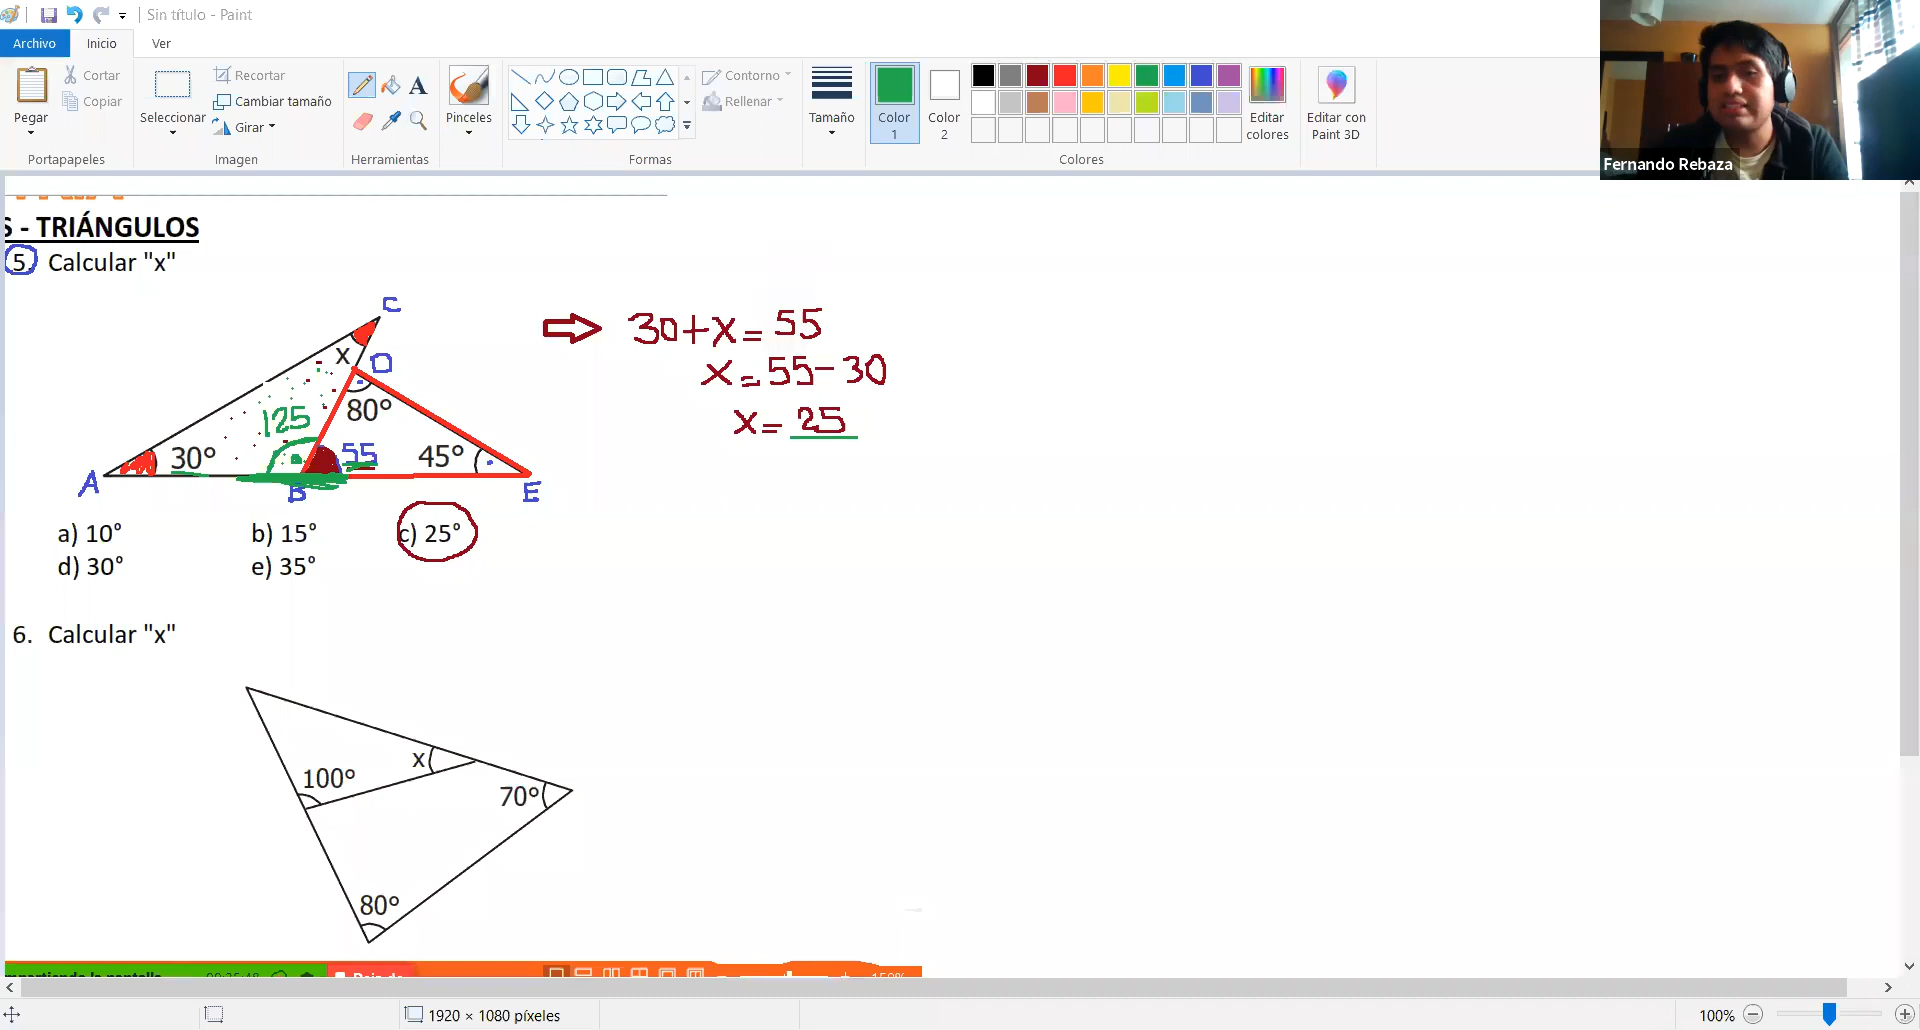 Sin título - Paint
Archivo Inicio Ver
Pegar
Cortar
Copiar
Portapapeles
Seleccionar
Recortar
Cambiar tamaño
Girar
Imagen
A
Herramientas
Pinceles
Contorno
Rellenar
Formas
Tamaño
Color 1
Color 2
Colores
Editar colores
Editar con Paint 3D
Fernando Rebaza
S - TRIÁNGULOS
5. Calcular "x"
C
x
D
125
80°
30°
55
45°
A
B
E
30+x=55
x=55-30
x=25
a) 10° b) 15° c) 25°
d) 30° e) 35°
6. Calcular "x"
x
100°
70°
80°
150%
1920 × 1080 píxeles
100%